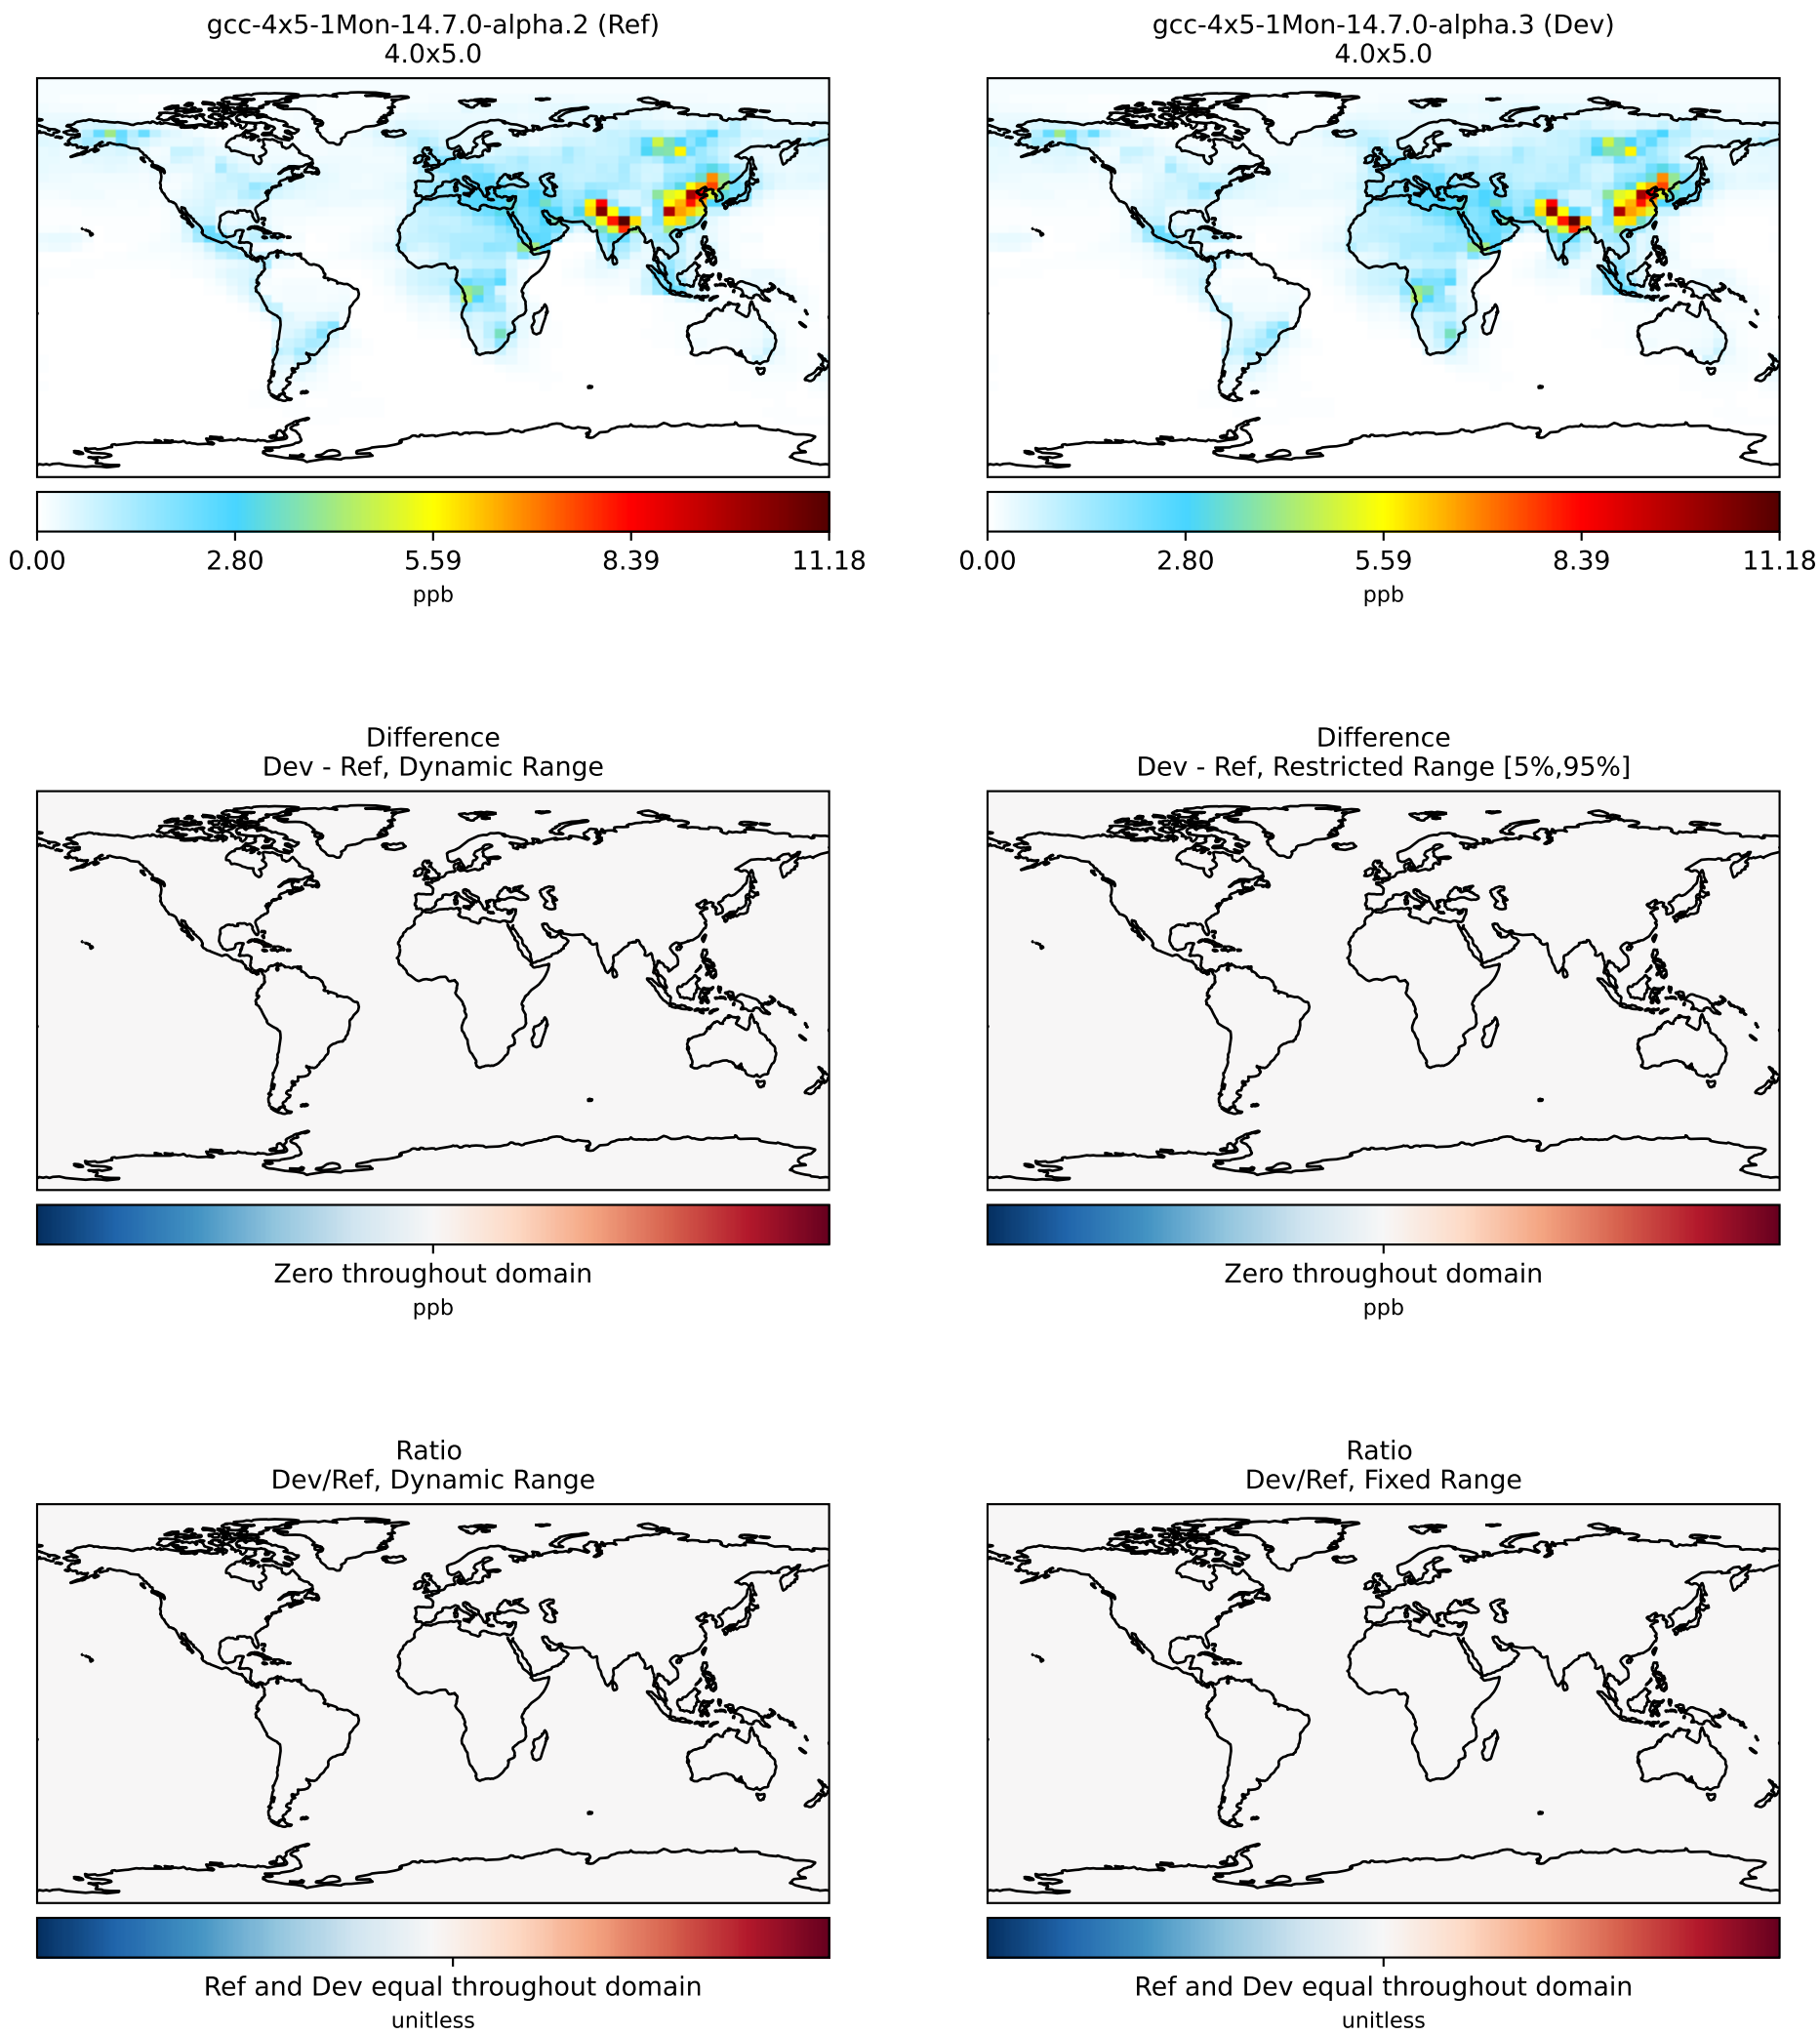 gcc-4x5-1Mon-14.7.0-alpha.2 (Ref)
4.0x5.0
gcc-4x5-1Mon-14.7.0-alpha.3 (Dev)
4.0x5.0
0.00 2.80 5.59 8.39 11.18
ppb
0.00 2.80 5.59 8.39 11.18
ppb
Difference
Dev - Ref, Dynamic Range
Difference
Dev - Ref, Restricted Range [5%,95%]
Zero throughout domain
ppb
Zero throughout domain
ppb
Ratio
Dev/Ref, Dynamic Range
Ratio
Dev/Ref, Fixed Range
Ref and Dev equal throughout domain
unitless
Ref and Dev equal throughout domain
unitless